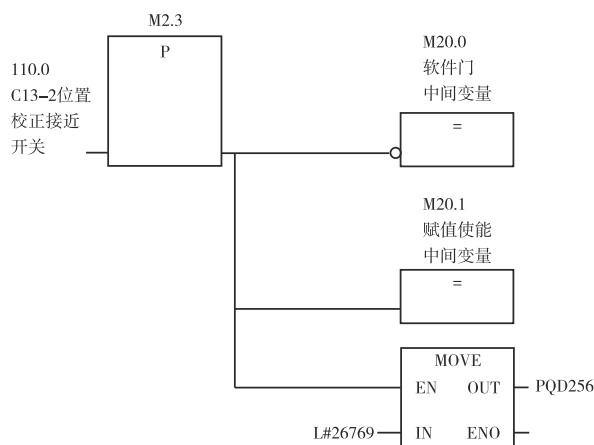 M2.3
P
110.0
C13-2位置
校正接近
开关
M20.0
软件门
中间变量
=
M20.1
赋值使能
中间变量
=
MOVE
EN OUT PQD256
L#26769 IN ENO